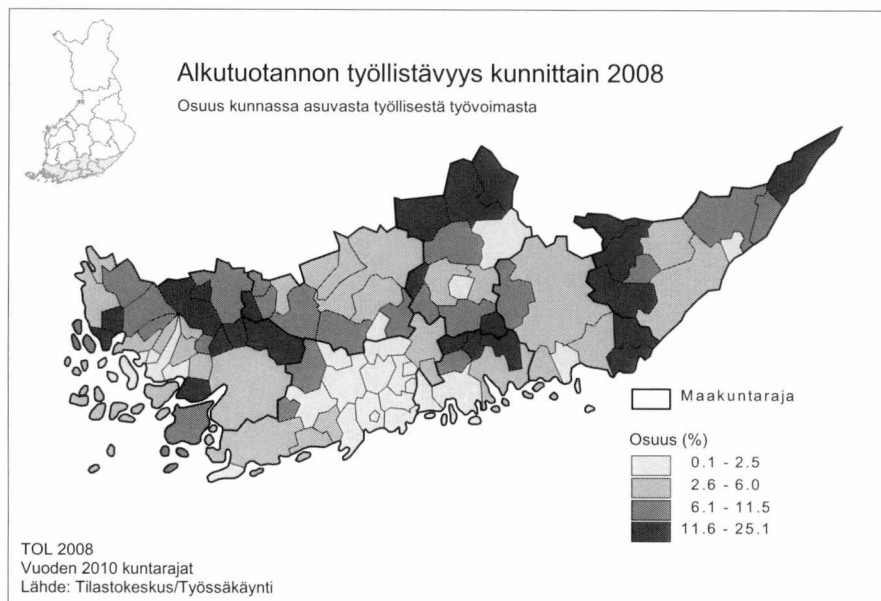 Alkutuotannon työllistävyys kunnittain 2008
Osuus kunnassa asuvasta työllisestä työvoimasta
Maakuntaraja
Osuus (%)
0.1 - 2.5
2.6 - 6.0
6.1 - 11.5
11.6 - 25.1
TOL 2008
Vuoden 2010 kuntarajat
Lähde: Tilastokeskus/Työssäkäynti